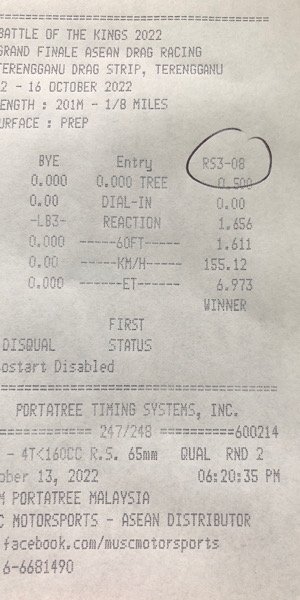 BATTLE OF THE KINGS 2022
GRAND FINALE ASEAN DRAG RACING
TERENGGANU DRAG STRIP, TERENGGANU
2 - 16 OCTOBER 2022
ENGTH : 201M - 1/8 MILES
URFACE : PREP
BYE Entry RS3-08
0.000 0.000 TREE 0.500
0.00 DIAL-IN 0.00
-LB3- REACTION 1.656
0.000 -----60FT----- 1.611
0.00 -----KM/H----- 155.12
0.000 ------ET------ 6.973
WINNER
FIRST
DISQUAL STATUS
ostart Disabled
PORTATREE TIMING SYSTEMS, INC.
============ 247/248 ==========600214
- 4T<160CC R.S. 65mm QUAL RND 2
ober 13, 2022 06:20:35 PM
M PORTATREE MALAYSIA
C MOTORSPORTS - ASEAN DISTRIBUTOR
facebook.com/muscmotorsports
6-6681490